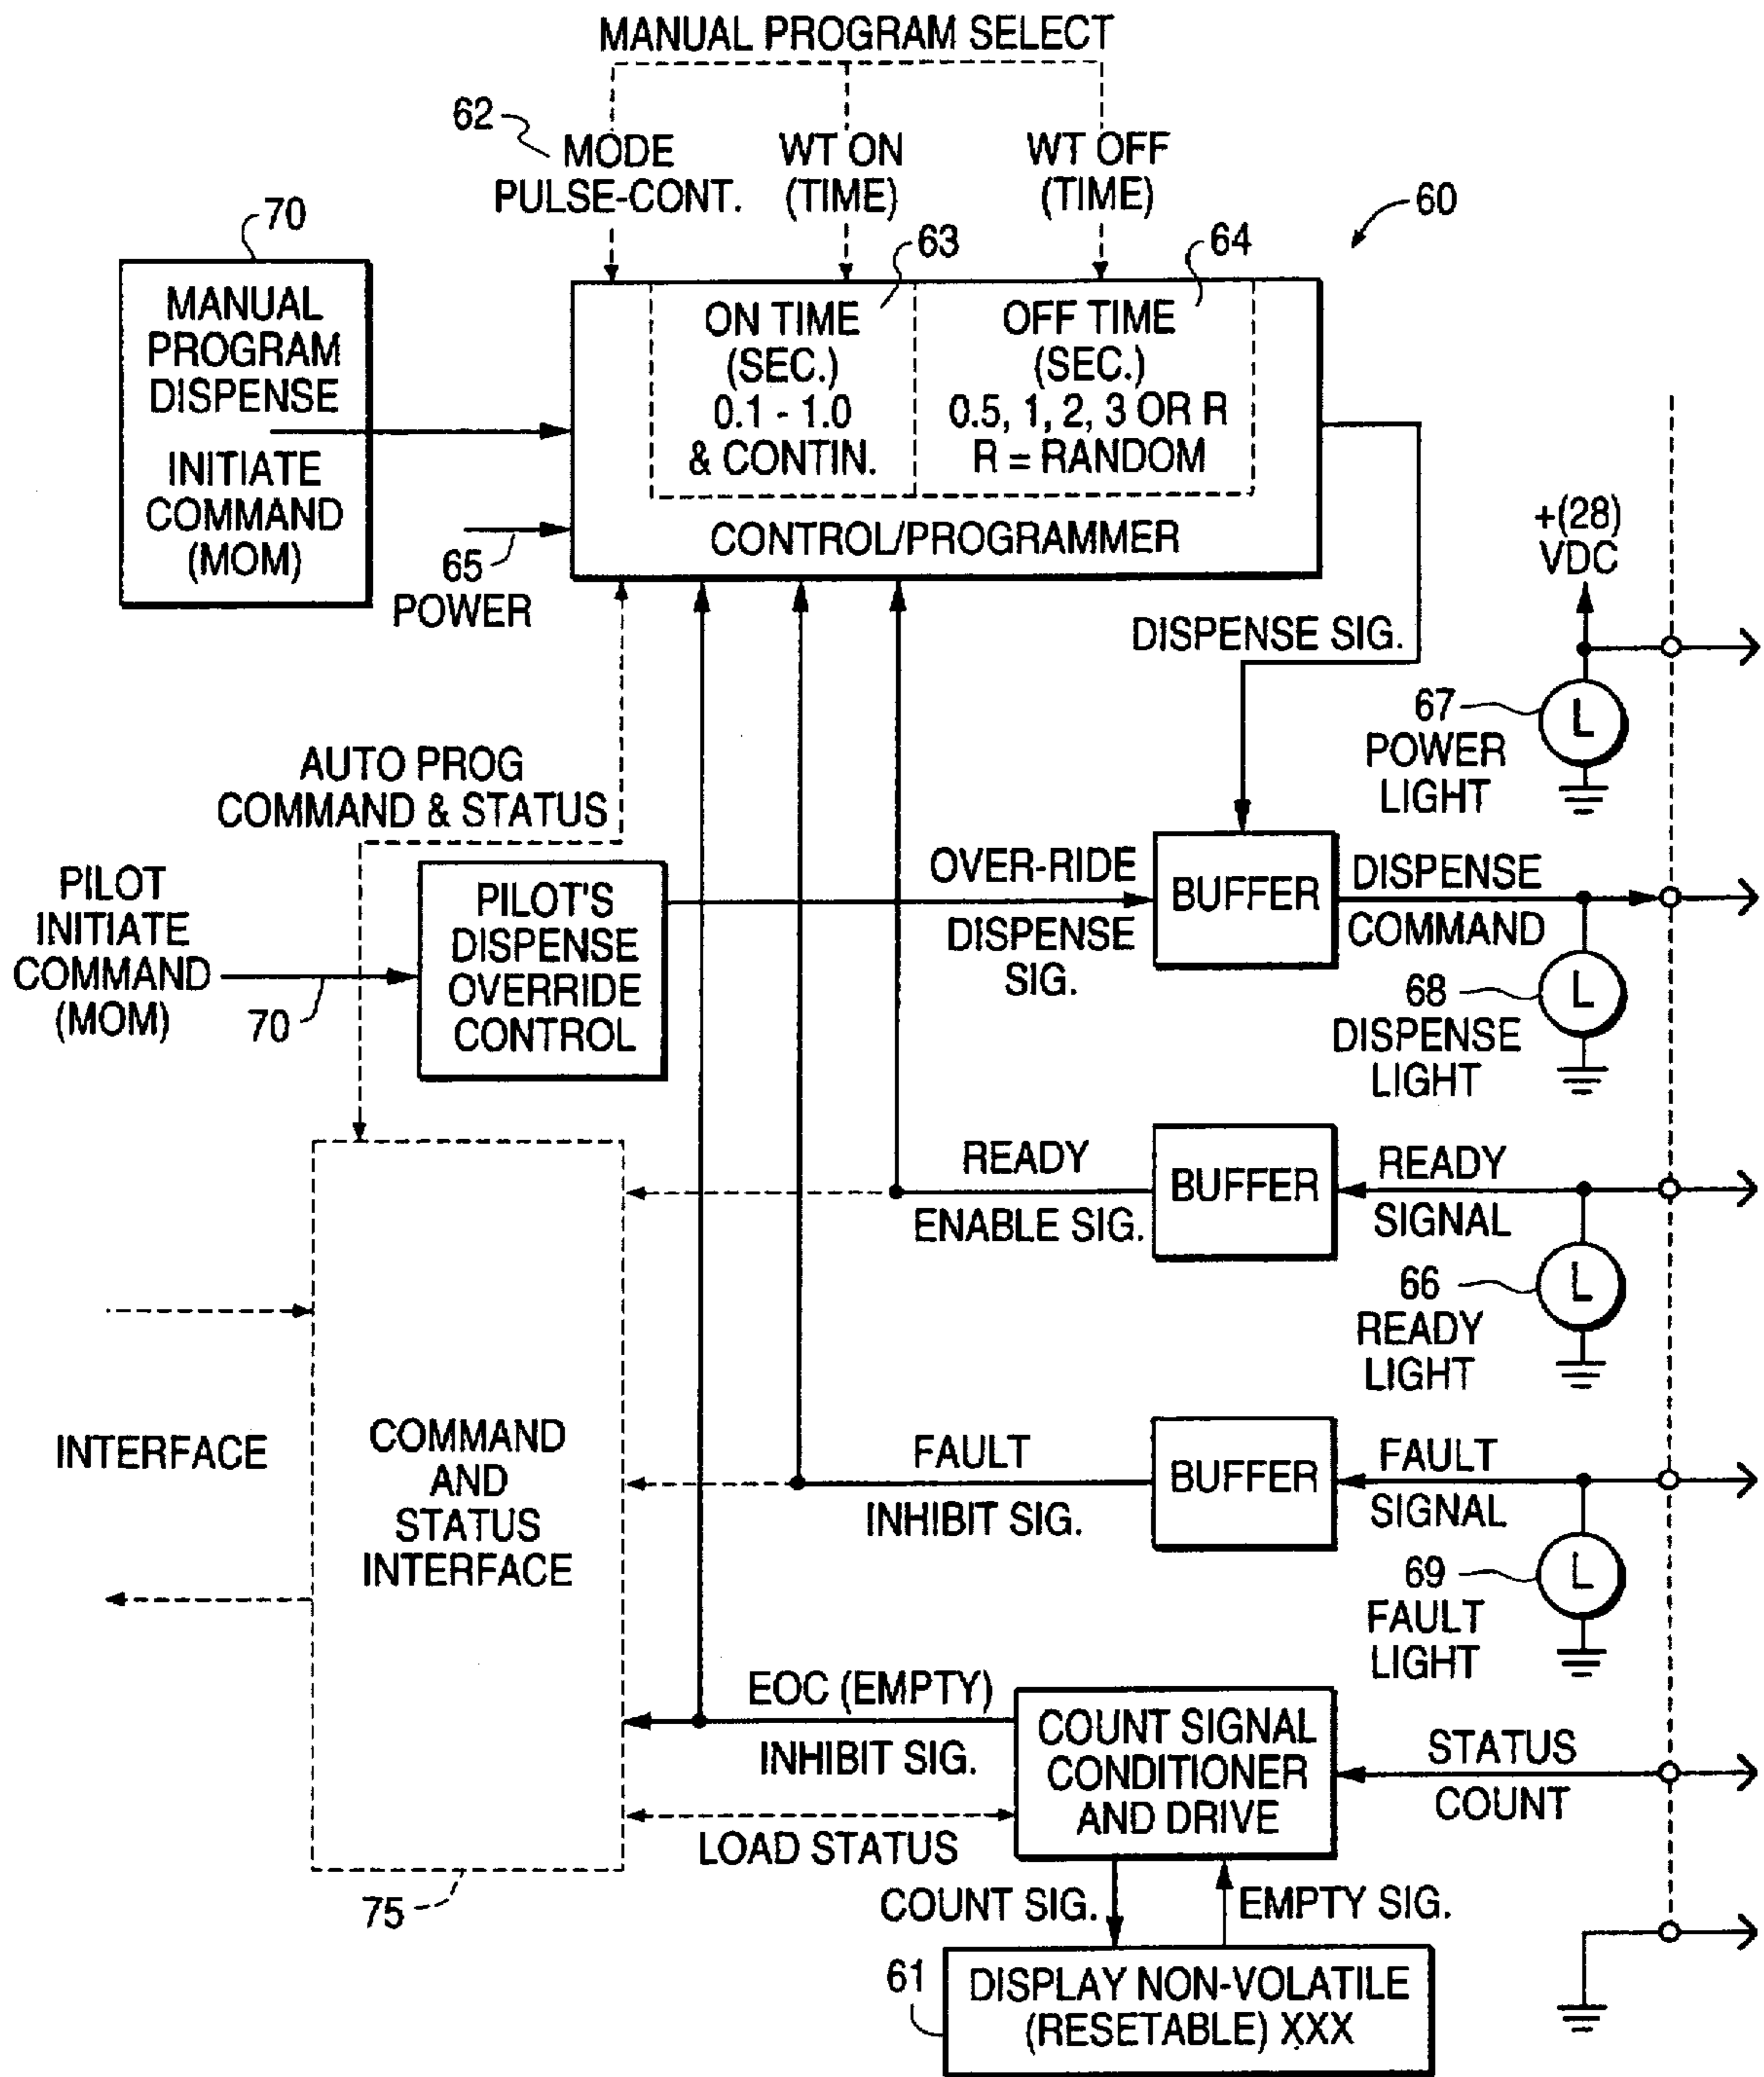 MANUAL PROGRAM SELECT
62
MODE
PULSE-CONT.
WT ON
(TIME)
WT OFF
(TIME)
60
70
MANUAL
PROGRAM
DISPENSE
INITIATE
COMMAND
(MOM)
63
64
ON TIME
(SEC.)
0.1 - 1.0
& CONTIN.
OFF TIME
(SEC.)
0.5, 1, 2, 3 OR R
R = RANDOM
CONTROL/PROGRAMMER
65
POWER
+(28)
VDC
DISPENSE SIG.
67
POWER
LIGHT
L
AUTO PROG
COMMAND & STATUS
PILOT
INITIATE
COMMAND
(MOM)
70
PILOT'S
DISPENSE
OVERRIDE
CONTROL
OVER-RIDE
DISPENSE
SIG.
BUFFER
DISPENSE
COMMAND
68
DISPENSE
LIGHT
L
READY
ENABLE SIG.
BUFFER
READY
SIGNAL
66
READY
LIGHT
L
INTERFACE
COMMAND
AND
STATUS
INTERFACE
FAULT
INHIBIT SIG.
BUFFER
FAULT
SIGNAL
69
FAULT
LIGHT
L
EOC (EMPTY)
INHIBIT SIG.
COUNT SIGNAL
CONDITIONER
AND DRIVE
STATUS
COUNT
LOAD STATUS
75
COUNT SIG.
EMPTY SIG.
61
DISPLAY NON-VOLATILE
(RESETABLE) XXX